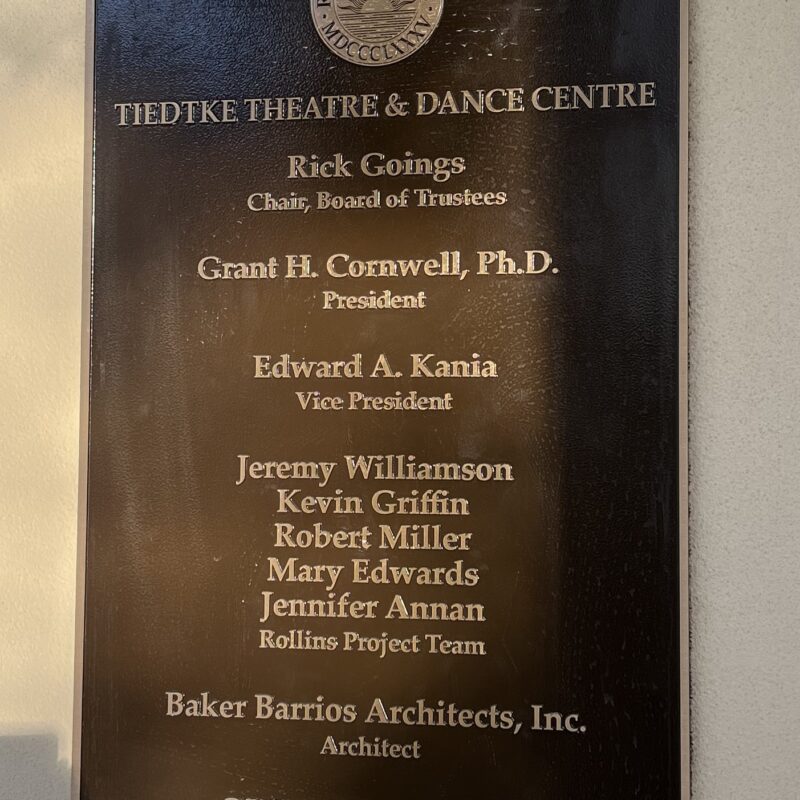 MDCCCLXXXV
TIEDTKE THEATRE & DANCE CENTRE
Rick Goings
Chair, Board of Trustees
Grant H. Cornwell, Ph.D.
President
Edward A. Kania
Vice President
Jeremy Williamson
Kevin Griffin
Robert Miller
Mary Edwards
Jennifer Annan
Rollins Project Team
Baker Barrios Architects, Inc.
Architect